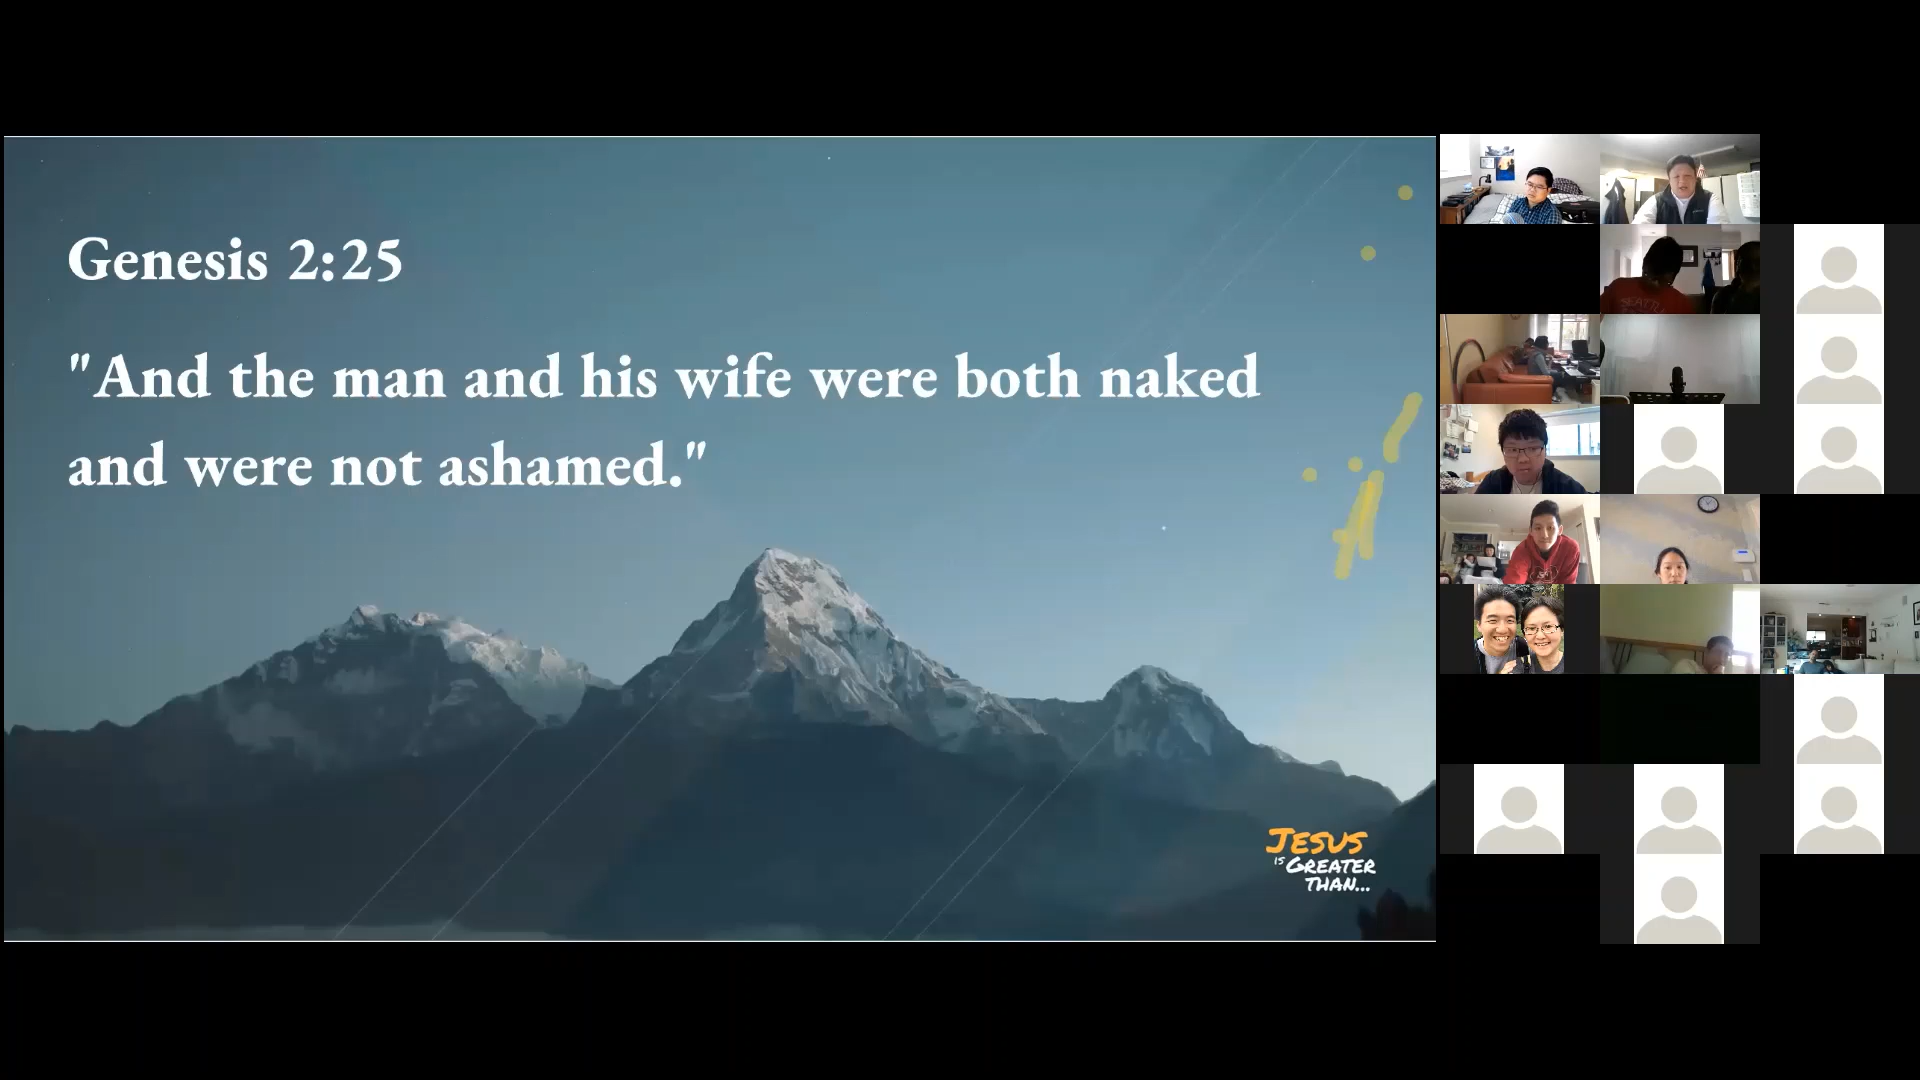 Genesis 2:25
"And the man and his wife were both naked
and were not ashamed."
JESUS
IS GREATER
THAN...